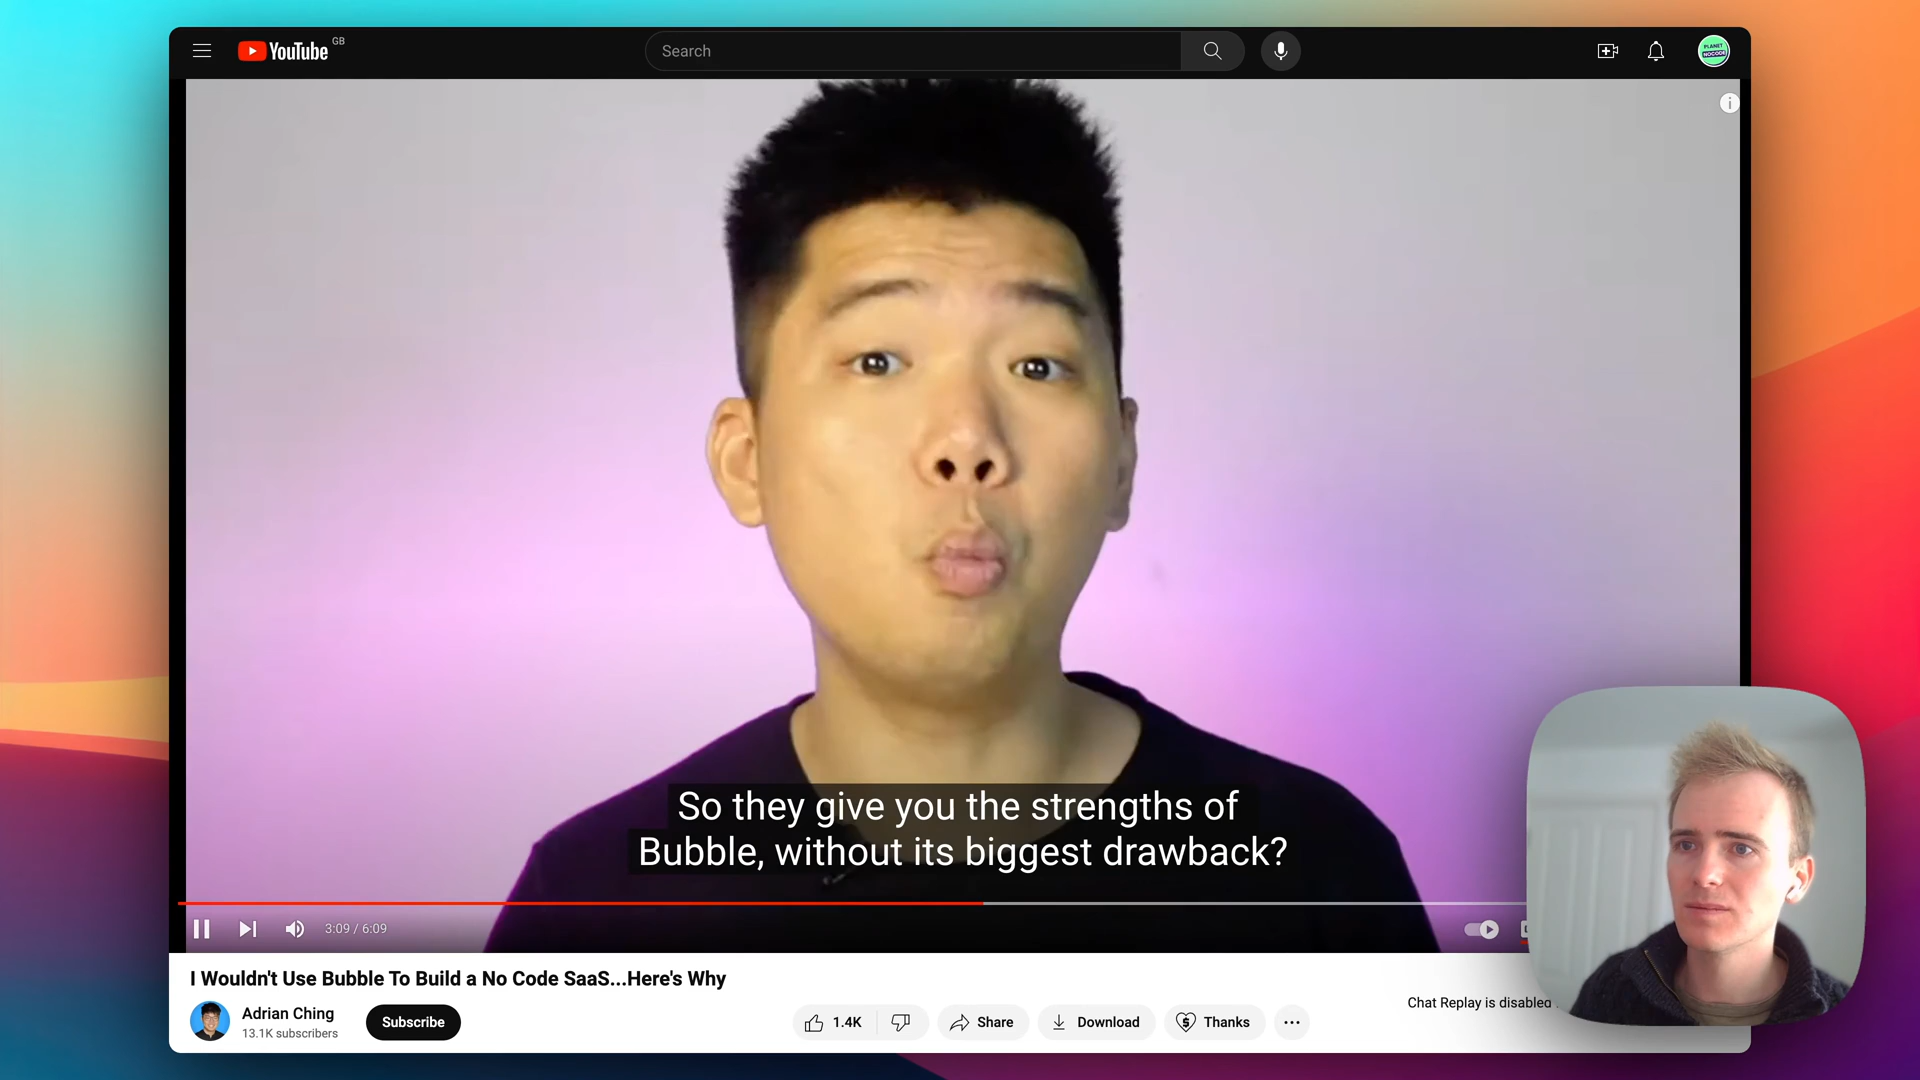 YouTube GB
Search
PLANET
NOCODE
So they give you the strengths of
Bubble, without its biggest drawback?
3:09 / 6:09
I Wouldn't Use Bubble To Build a No Code SaaS...Here's Why
Adrian Ching
13.1K subscribers
Subscribe
1.4K
Share
Download
Thanks
Chat Replay is disabled